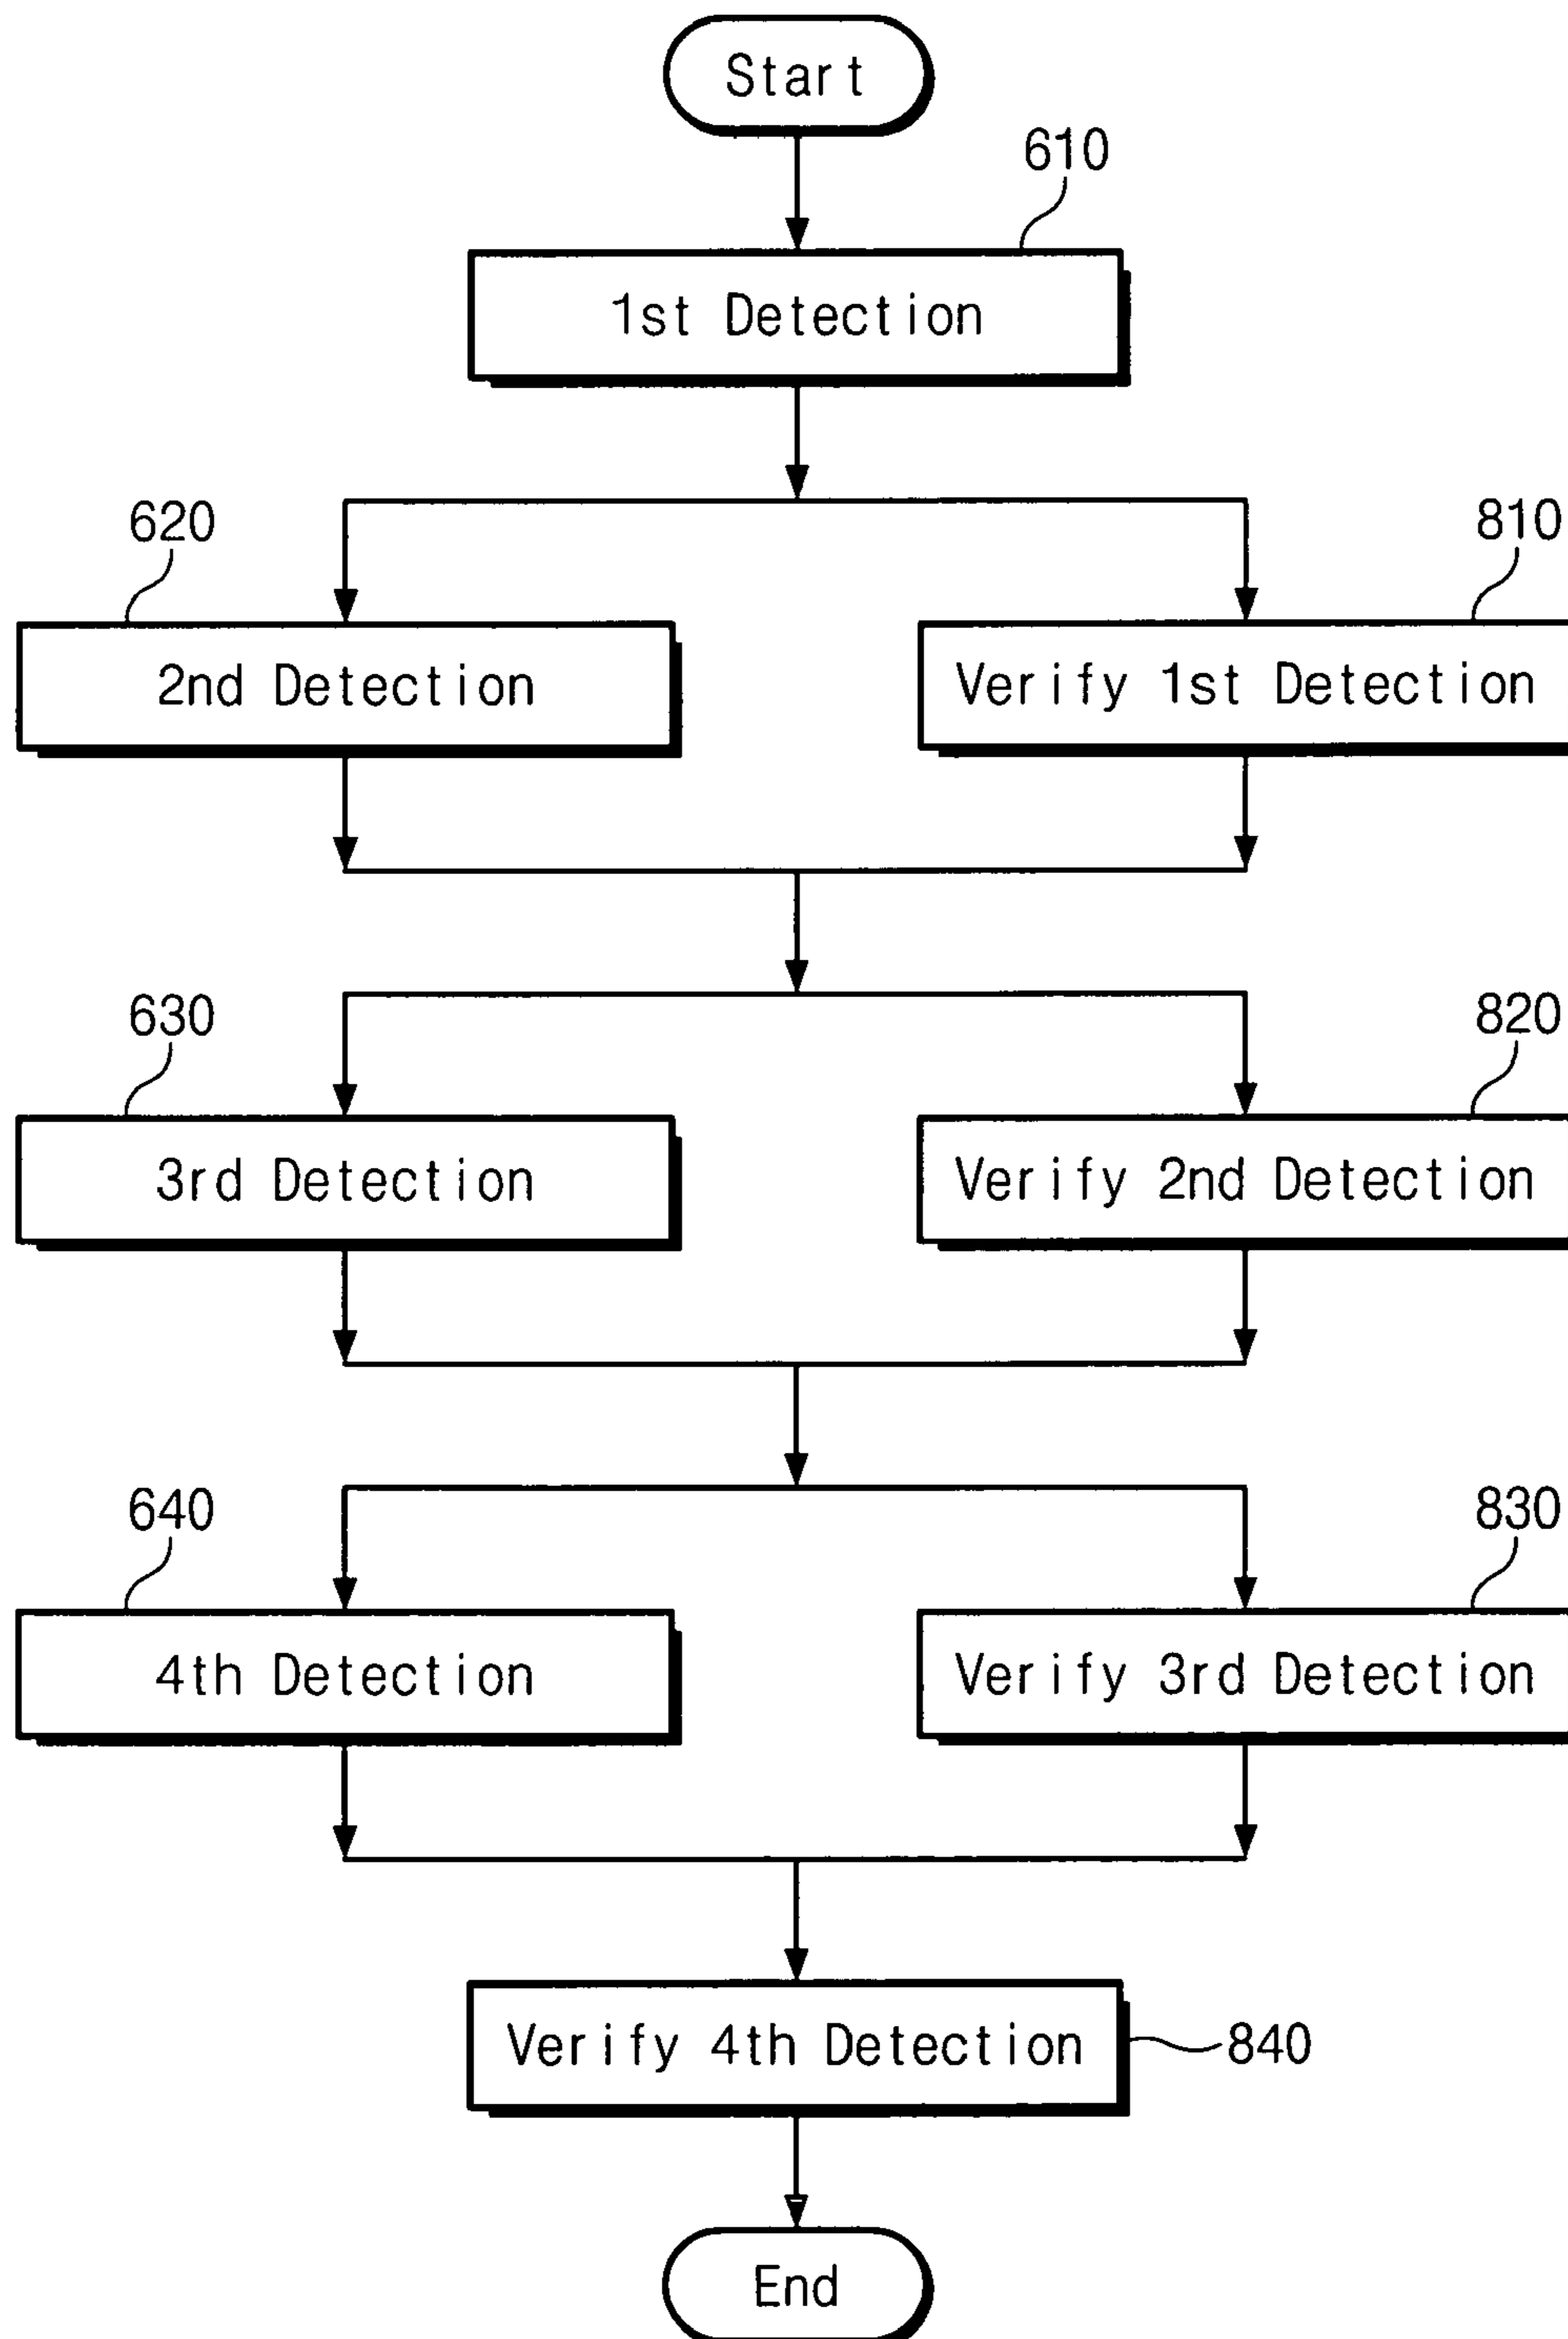 Start
610
1st Detection
620
810
2nd Detection
Verify 1st Detection
630
820
3rd Detection
Verify 2nd Detection
640
830
4th Detection
Verify 3rd Detection
Verify 4th Detection
840
End